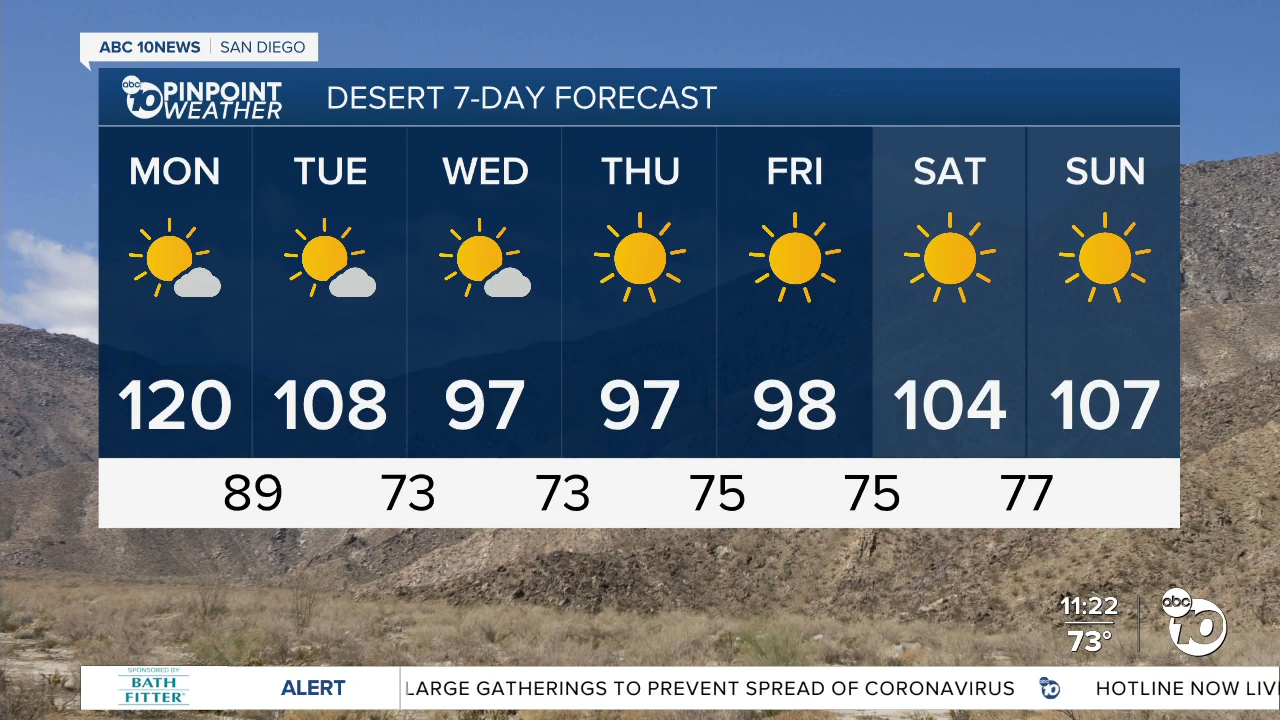 ABC 10NEWS | SAN DIEGO
abc 10 PINPOINT WEATHER
DESERT 7-DAY FORECAST
MON TUE WED THU FRI SAT SUN
120 108 97 97 98 104 107
89 73 73 75 75 77
11:22
73°
abc 10
SPONSORED BY:
BATH
FITTER®
ALERT
LARGE GATHERINGS TO PREVENT SPREAD OF CORONAVIRUS abc 10 HOTLINE NOW LIV